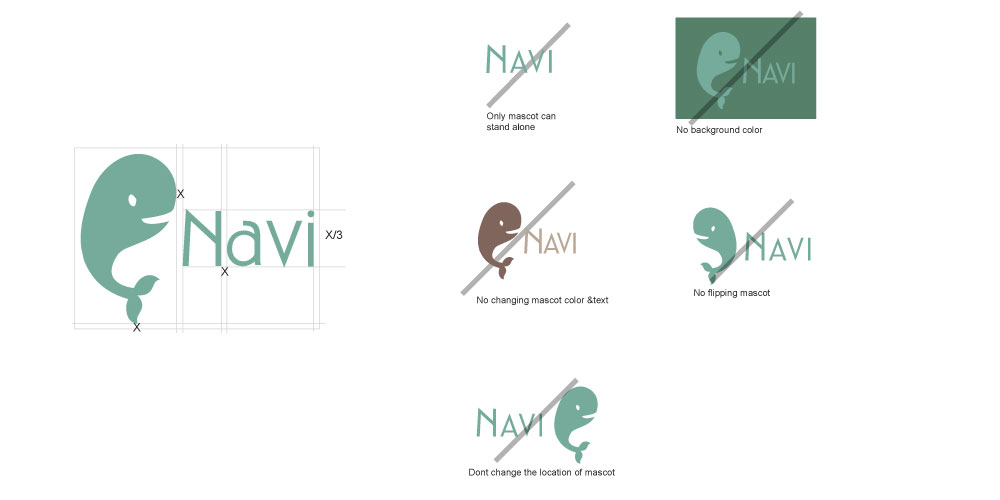 Navi
X
X/3
X
X
NAVI
Only mascot can
stand alone
NAVI
No background color
NAVI
No changing mascot color &text
NAVI
No flipping mascot
NAVI
Dont change the location of mascot